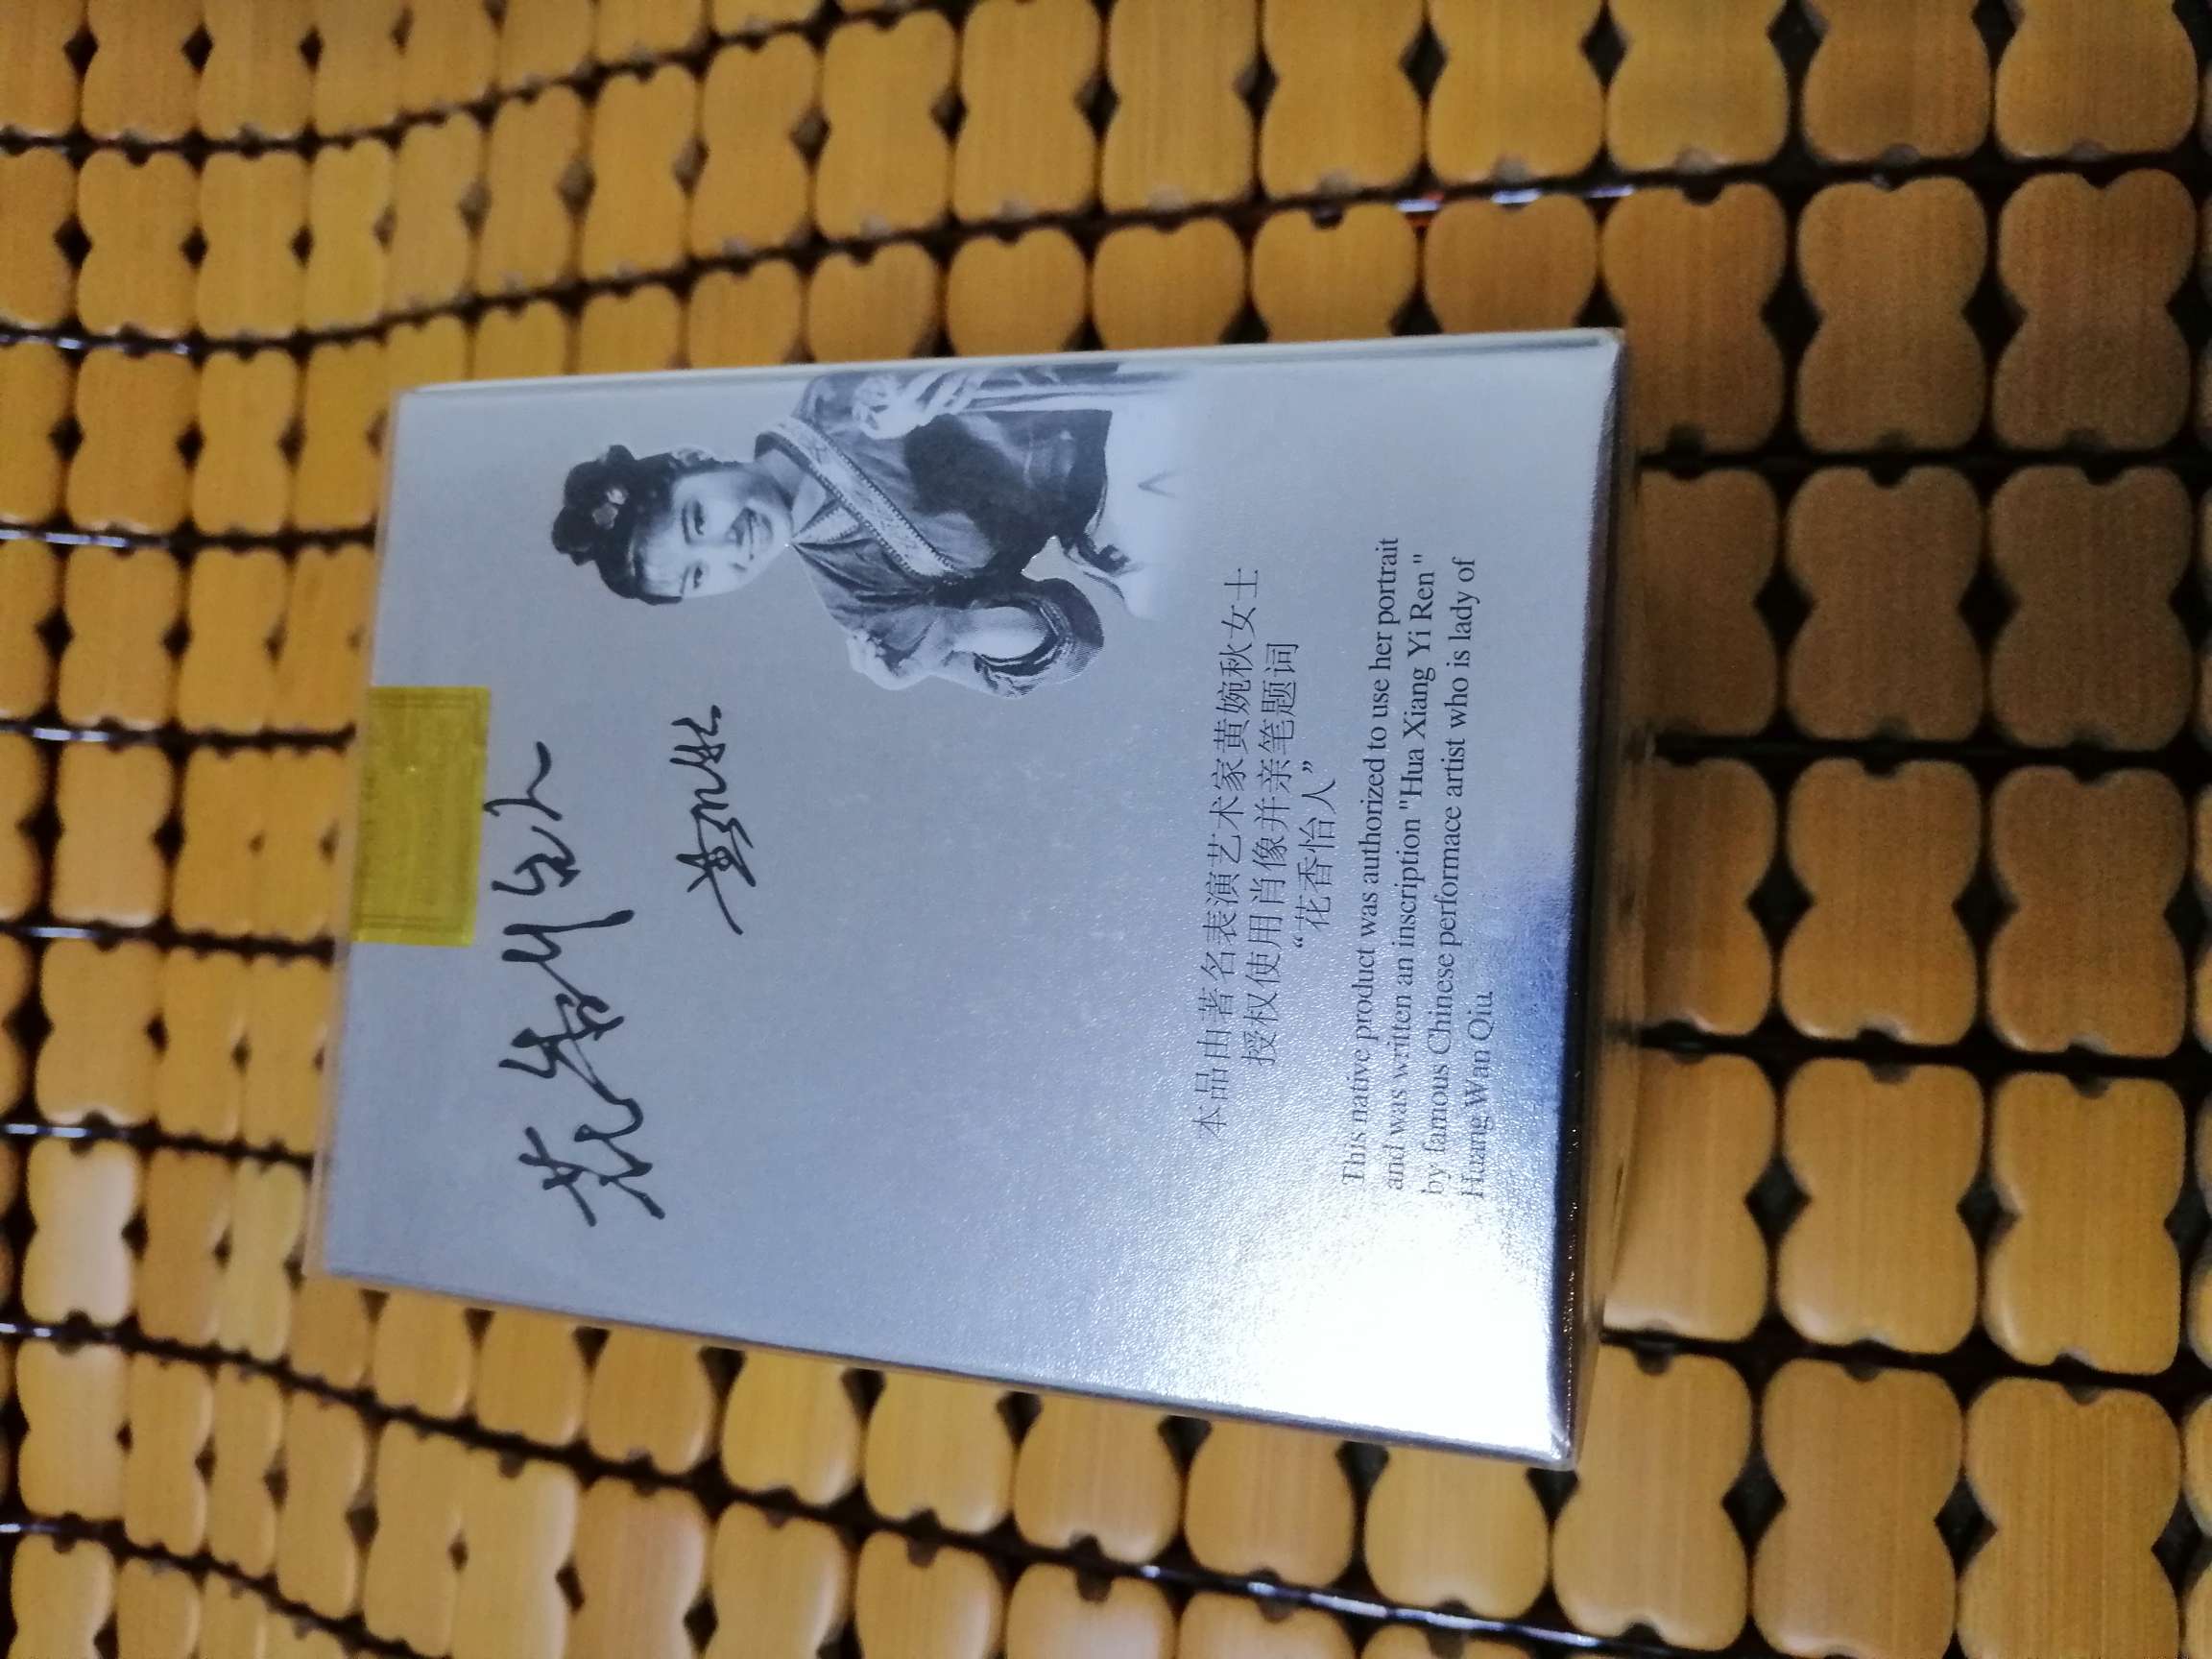 花香怡人
黄婉秋
本品由著名表演艺术家黄婉秋女士
授权使用肖像并亲笔题词
“花香怡人”
This native product was authorized to use her portrait
and was written an inscription "Hua Xiang Yi Ren"
by famous Chinese performace artist who is lady of
Huang Wan Qiu.